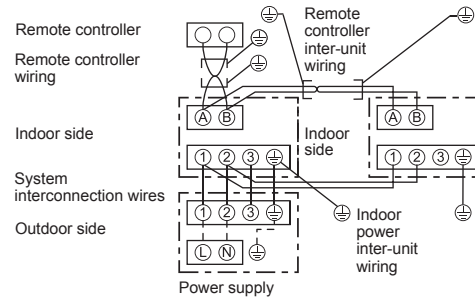 Remote controller
Remote controller
wiring
Remote
controller
inter-unit
wiring
A B
A B
Indoor side
Indoor
side
1 2 3
1 2 3
System
interconnection wires
Outdoor side
1 2 3
Indoor
power
inter-unit
wiring
L N
Power supply